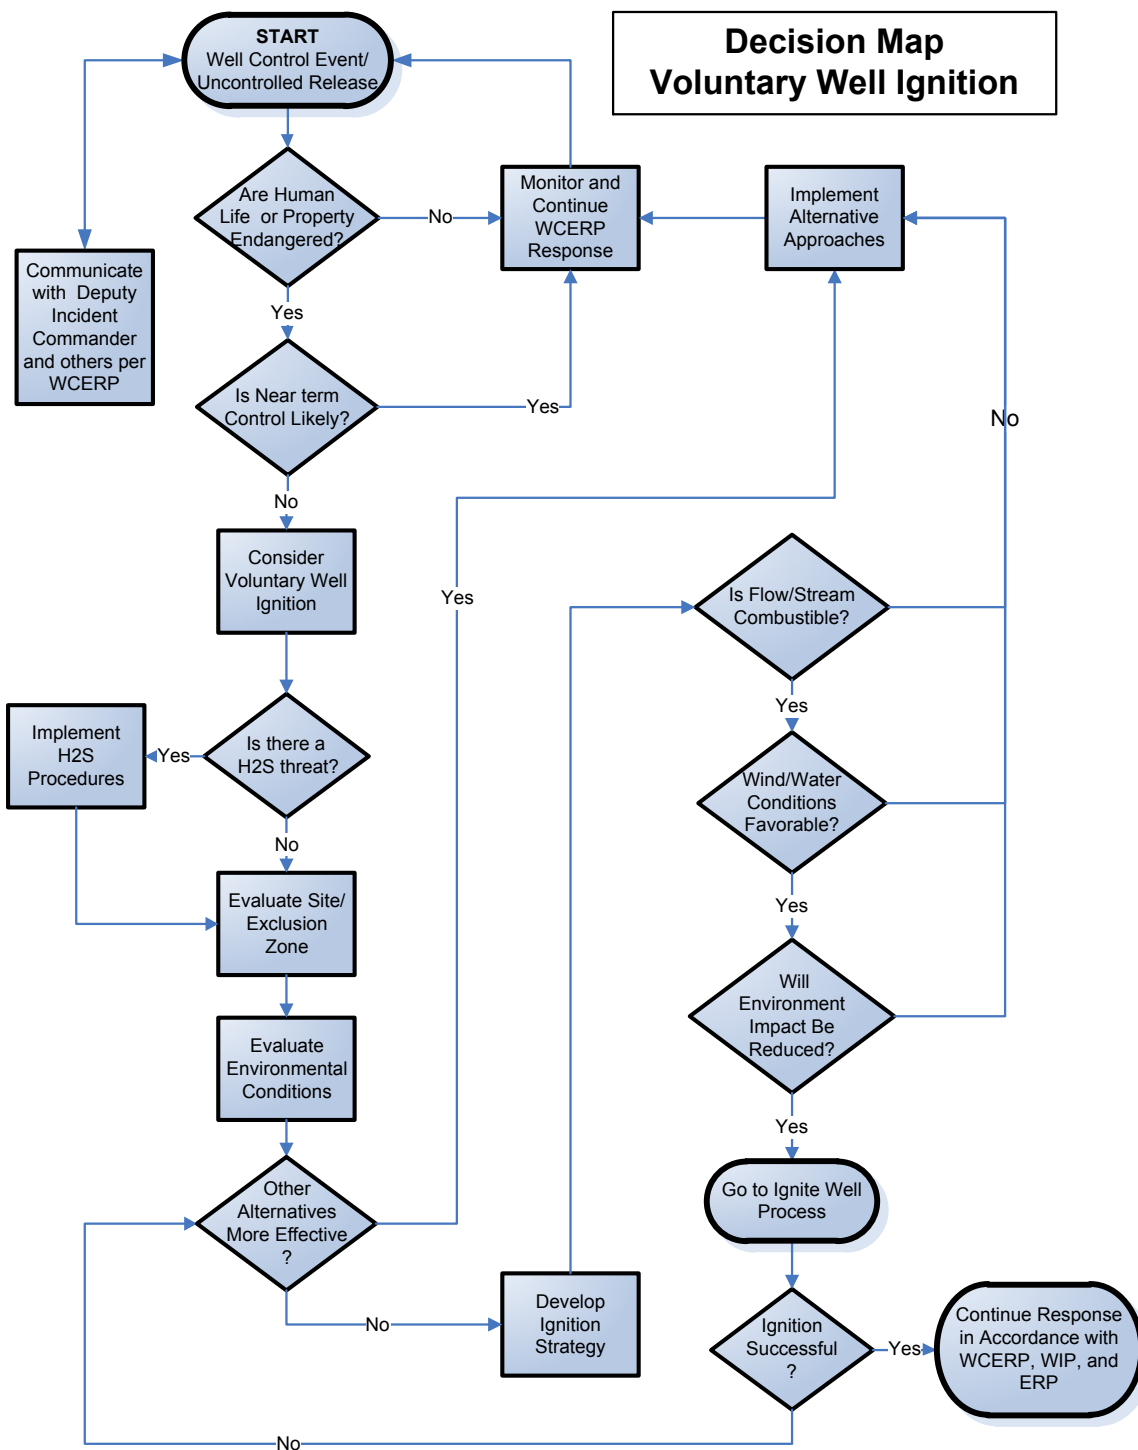 Decision Map
Voluntary Well Ignition
START
Well Control Event/
Uncontrolled Release
Are Human
Life or Property
Endangered?
No
Monitor and
Continue
WCERP
Response
Implement
Alternative
Approaches
Communicate
with Deputy
Incident
Commander
and others per
WCERP
Yes
Is Near term
Control Likely?
Yes
No
No
Consider
Voluntary Well
Ignition
Yes
Is Flow/Stream
Combustible?
Yes
Implement
H2S
Procedures
Yes
Is there a
H2S threat?
No
Wind/Water
Conditions
Favorable?
Yes
Evaluate Site/
Exclusion
Zone
Evaluate
Environmental
Conditions
Will
Environment
Impact Be
Reduced?
Yes
Other
Alternatives
More Effective
?
Go to Ignite Well
Process
No
Develop
Ignition
Strategy
Ignition
Successful
?
Yes
Continue Response
in Accordance with
WCERP, WIP, and
ERP
No